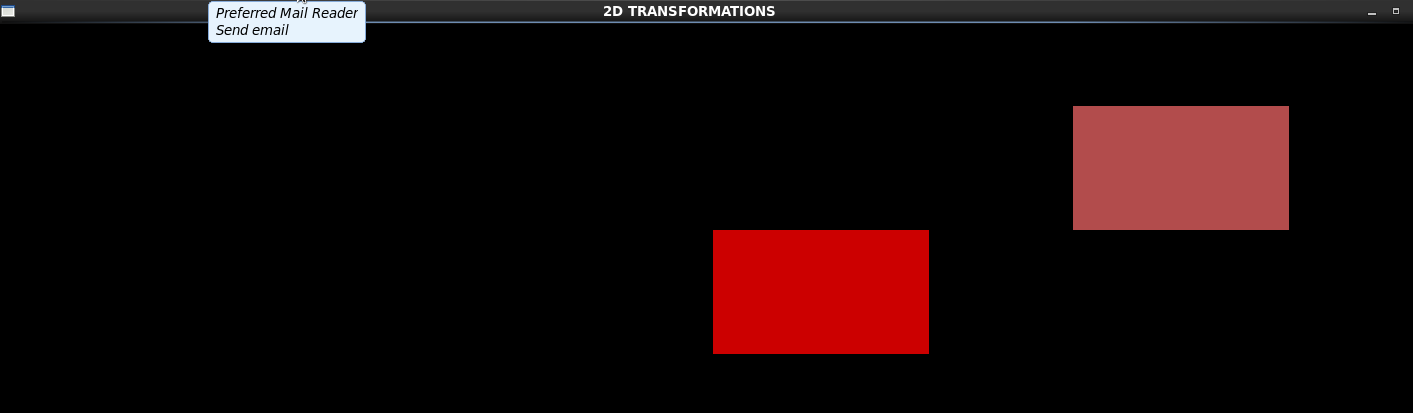 2D TRANSFORMATIONS
Preferred Mail Reader
Send email